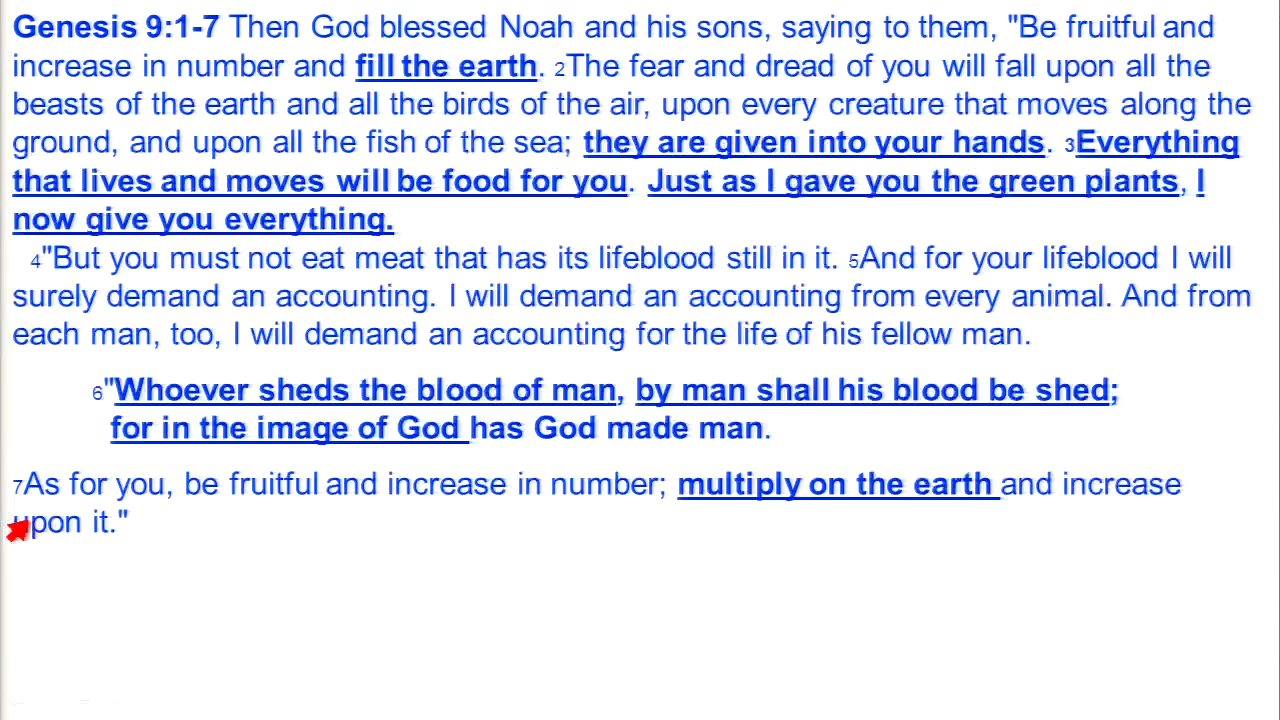 Genesis 9:1-7 Then God blessed Noah and his sons, saying to them, "Be fruitful and
increase in number and fill the earth. 2The fear and dread of you will fall upon all the
beasts of the earth and all the birds of the air, upon every creature that moves along the
ground, and upon all the fish of the sea; they are given into your hands. 3Everything
that lives and moves will be food for you. Just as I gave you the green plants, I
now give you everything.
4"But you must not eat meat that has its lifeblood still in it. 5And for your lifeblood I will
surely demand an accounting. I will demand an accounting from every animal. And from
each man, too, I will demand an accounting for the life of his fellow man.
6"Whoever sheds the blood of man, by man shall his blood be shed;
for in the image of God has God made man.
7As for you, be fruitful and increase in number; multiply on the earth and increase
upon it."